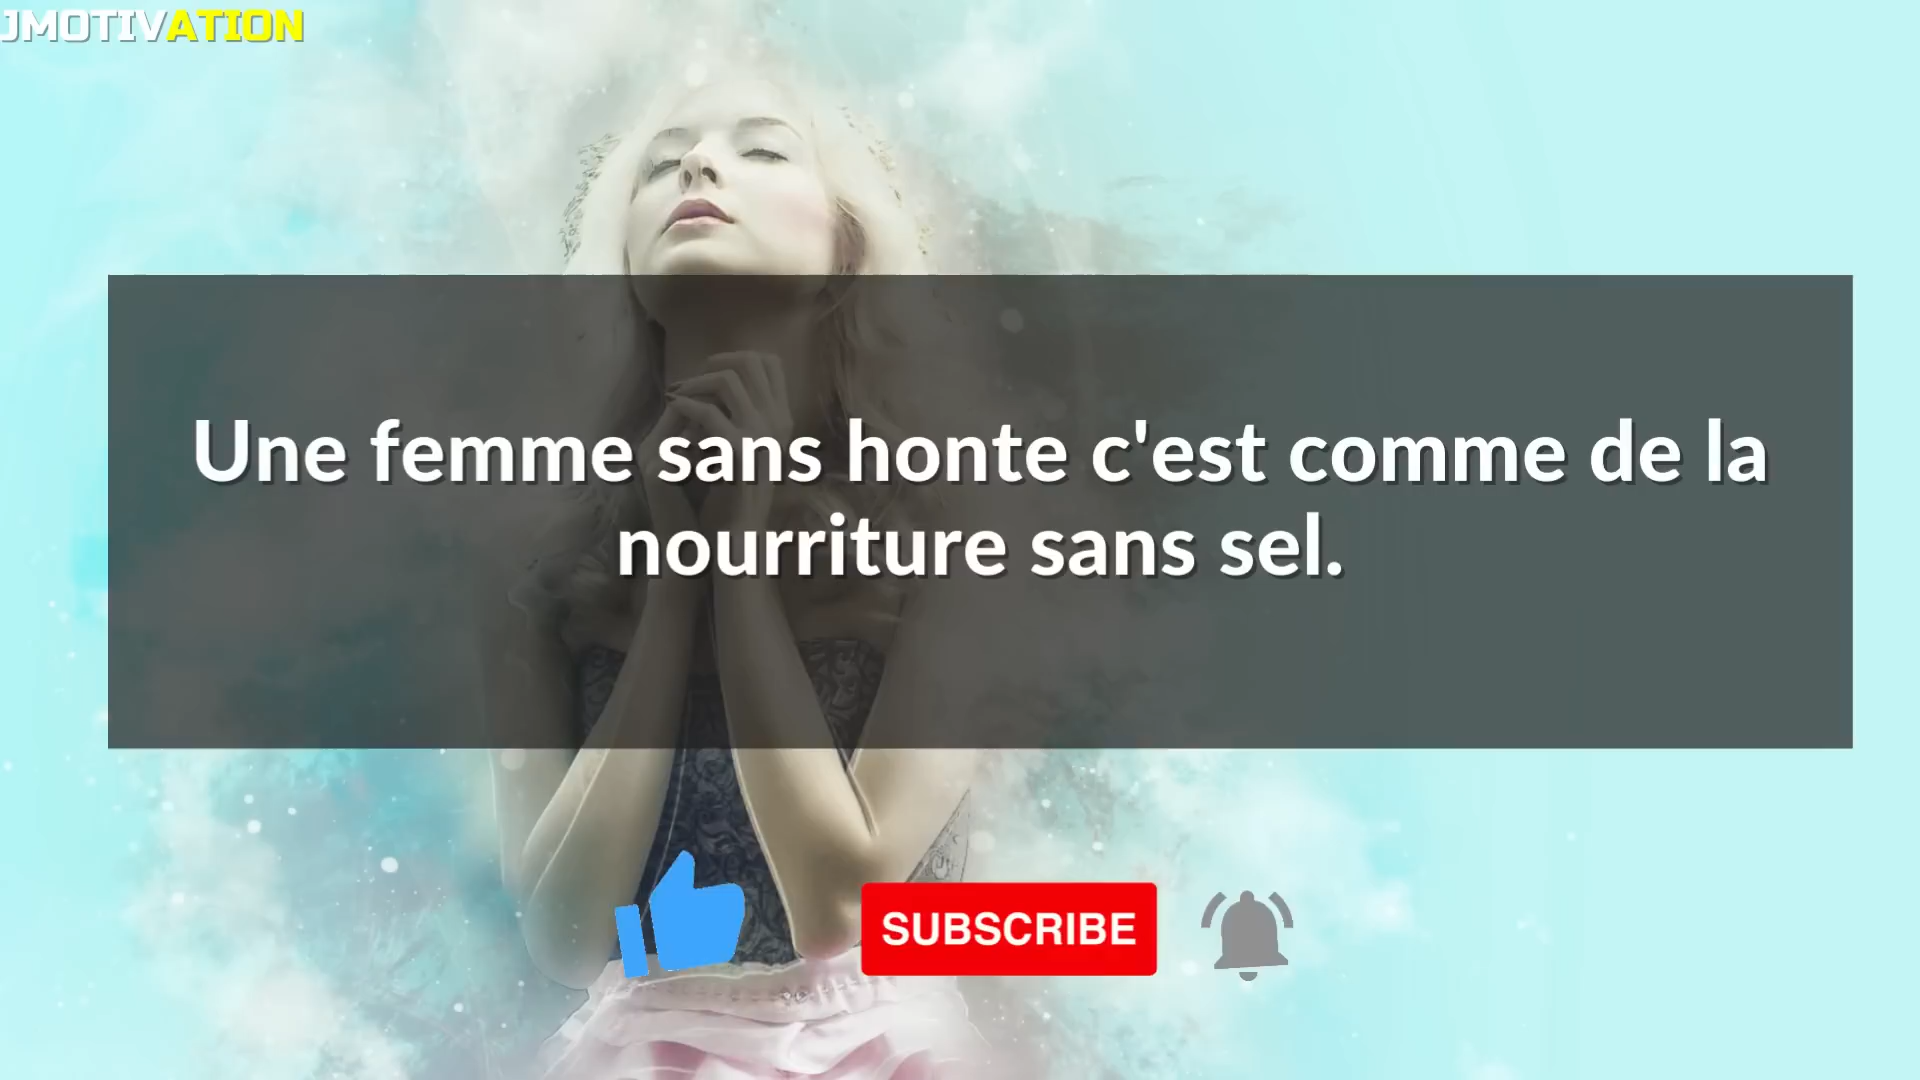 JMOTIVATION
Une femme sans honte c'est comme de la
nourriture sans sel.
SUBSCRIBE